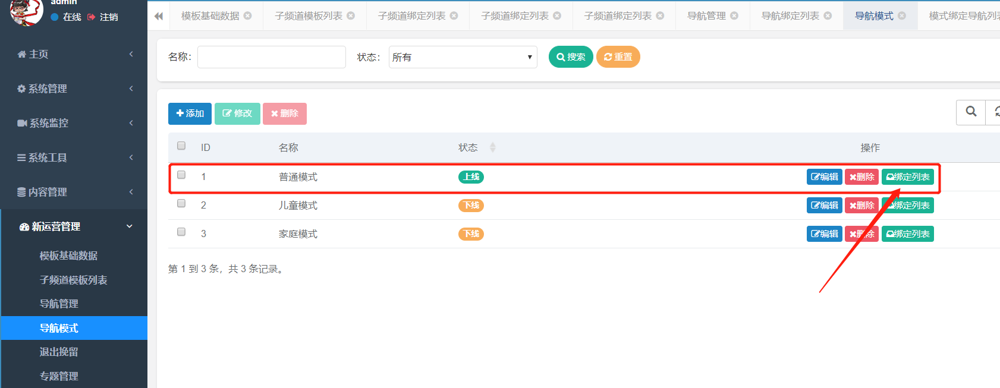 admin
在线 注销
主页
系统管理
系统监控
系统工具
内容管理
新运营管理
模板基础数据
子频道模板列表
导航管理
导航模式
退出挽留
专题管理
模板基础数据 子频道模板列表 子频道绑定列表 子频道绑定列表 子频道绑定列表 导航管理 导航绑定列表 导航模式 模式绑定导航列表
名称： 状态： 所有 搜索 重置
添加 修改 删除
ID 名称 状态 操作
1 普通模式 上线 编辑 删除 绑定列表
2 儿童模式 下线 编辑 删除 绑定列表
3 家庭模式 下线 编辑 删除 绑定列表
第 1 到 3 条，共 3 条记录。